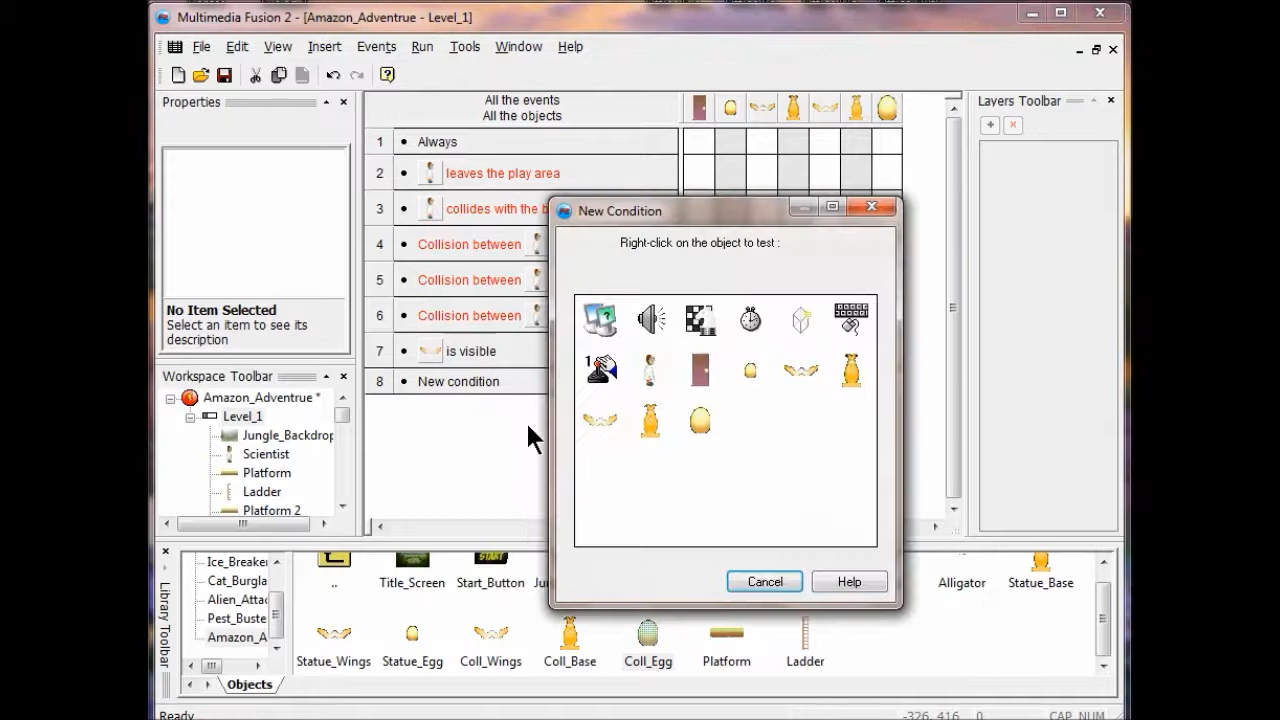 Multimedia Fusion 2 - [Amazon_Adventrue - Level_1]
File Edit View Insert Events Run Tools Window Help
Properties
All the events
All the objects
Layers Toolbar
1 • Always
2 • leaves the play area
3 • collides with the b
4 • Collision between
5 • Collision between
6 • Collision between
7 • is visible
8 • New condition
New Condition
Right-click on the object to test :
1
Cancel
Help
No Item Selected
Select an item to see its
description
Workspace Toolbar
Amazon_Adventrue *
Level_1
Jungle_Backdrop
Scientist
Platform
Ladder
Platform 2
Library Toolbar
Ice_Breaker
Cat_Burgla
Alien_Attac
Pest_Buste
Amazon_A
Objects
..
Title_Screen
Start_Button
Alligator
Statue_Base
Statue_Wings
Statue_Egg
Coll_Wings
Coll_Base
Coll_Egg
Platform
Ladder
Ready
-326, 416
0
CAP NUM